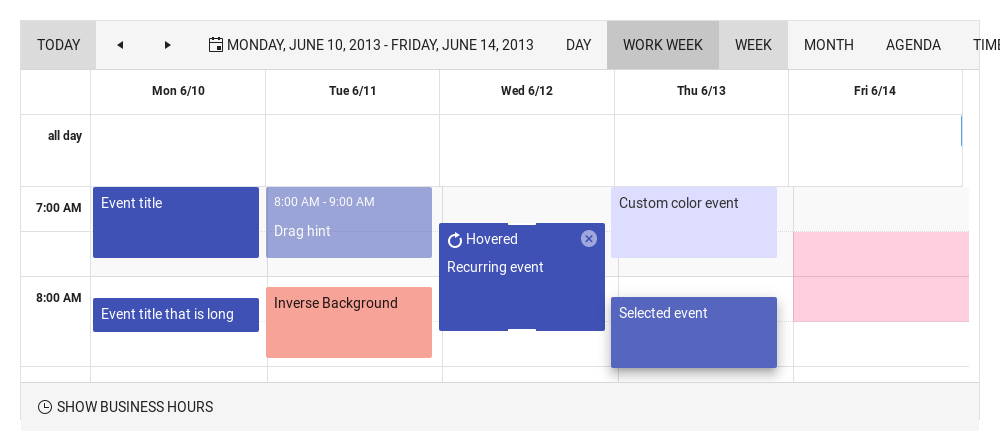 TODAY MONDAY, JUNE 10, 2013 - FRIDAY, JUNE 14, 2013 DAY WORK WEEK WEEK MONTH AGENDA TIME
Mon 6/10 Tue 6/11 Wed 6/12 Thu 6/13 Fri 6/14
all day
7:00 AM
Event title
8:00 AM - 9:00 AM
Drag hint
Hovered
Recurring event
Custom color event
8:00 AM
Event title that is long
Inverse Background
Selected event
SHOW BUSINESS HOURS